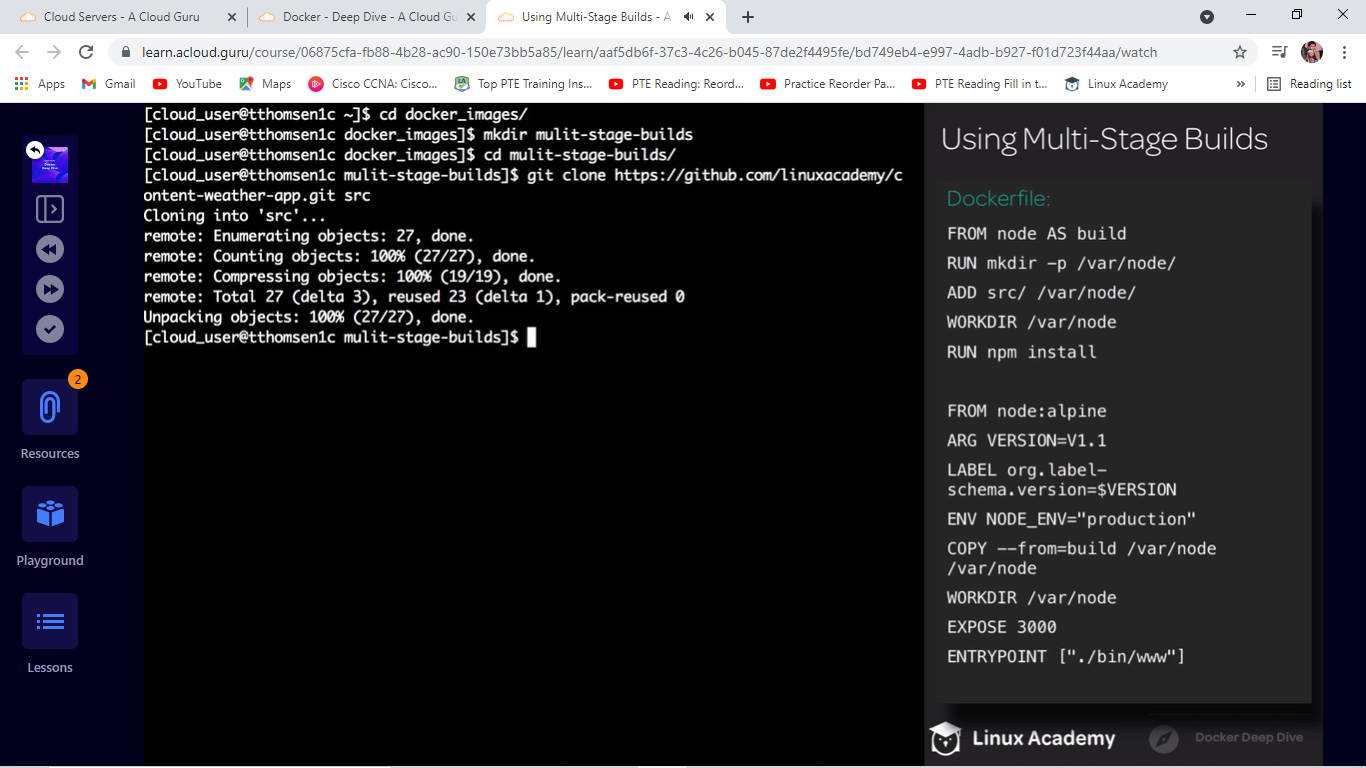 Cloud Servers - A Cloud Guru
Docker - Deep Dive - A Cloud Gu
Using Multi-Stage Builds - A
learn.acloud.guru/course/06875cfa-fb88-4b28-ac90-150e73bb5a85/learn/aaf5db6f-37c3-4c26-b045-87de2f4495fe/bd749eb4-e997-4adb-b927-f01d723f44aa/watch
Apps
Gmail
YouTube
Maps
Cisco CCNA: Cisco...
Top PTE Training Ins...
PTE Reading: Reord...
Practice Reorder Pa...
PTE Reading Fill in t...
Linux Academy
»
Reading list
2
Resources
Playground
Lessons
[cloud_user@tthomsen1c ~]$ cd docker_images/
[cloud_user@tthomsen1c docker_images]$ mkdir mulit-stage-builds
[cloud_user@tthomsen1c docker_images]$ cd mulit-stage-builds/
[cloud_user@tthomsen1c mulit-stage-builds]$ git clone https://github.com/linuxacademy/c
ontent-weather-app.git src
Cloning into 'src'...
remote: Enumerating objects: 27, done.
remote: Counting objects: 100% (27/27), done.
remote: Compressing objects: 100% (19/19), done.
remote: Total 27 (delta 3), reused 23 (delta 1), pack-reused 0
Unpacking objects: 100% (27/27), done.
[cloud_user@tthomsen1c mulit-stage-builds]$
Using Multi-Stage Builds
Dockerfile:
FROM node AS build
RUN mkdir -p /var/node/
ADD src/ /var/node/
WORKDIR /var/node
RUN npm install
FROM node:alpine
ARG VERSION=V1.1
LABEL org.label-
schema.version=$VERSION
ENV NODE_ENV="production"
COPY --from=build /var/node
/var/node
WORKDIR /var/node
EXPOSE 3000
ENTRYPOINT ["./bin/www"]
Linux Academy
Docker Deep Dive